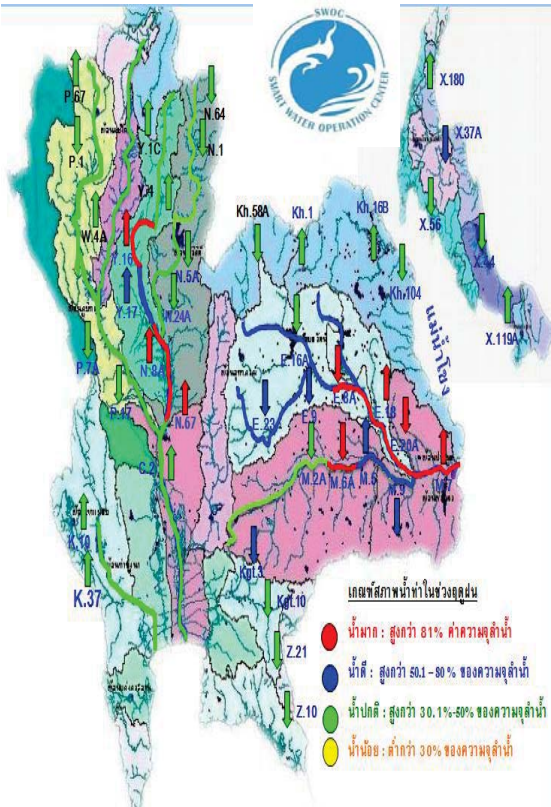 SWOC
SMART WATER OPERATION CENTER
P.67
N.64
X.180
P.1
Y.1C
N.1
X.37A
Kh.58A
Kh.1
Kh.16B
W.4A
X.56
N.5A
Kh.104
Y.17
W.24A
X.119A
แม่น้ำโขง
P.7A
N.8A
E.16A
E.8A
E.18
N.67
E.23
E.9
E.20A
M.2A
M.6A
M.9
K.10
K.37
Kgt.3
Kgt.10
Z.21
Z.10
เกณฑ์สภาพน้ำท่าในช่วงฤดูฝน
น้ำมาก : สูงกว่า 81% ค่าความจุลำน้ำ
น้ำดี : สูงกว่า 50.1 - 80 % ของความจุลำน้ำ
น้ำปกติ : สูงกว่า 30.1%-50% ของความจุลำน้ำ
น้ำน้อย : ต่ำกว่า 30% ของความจุลำน้ำ